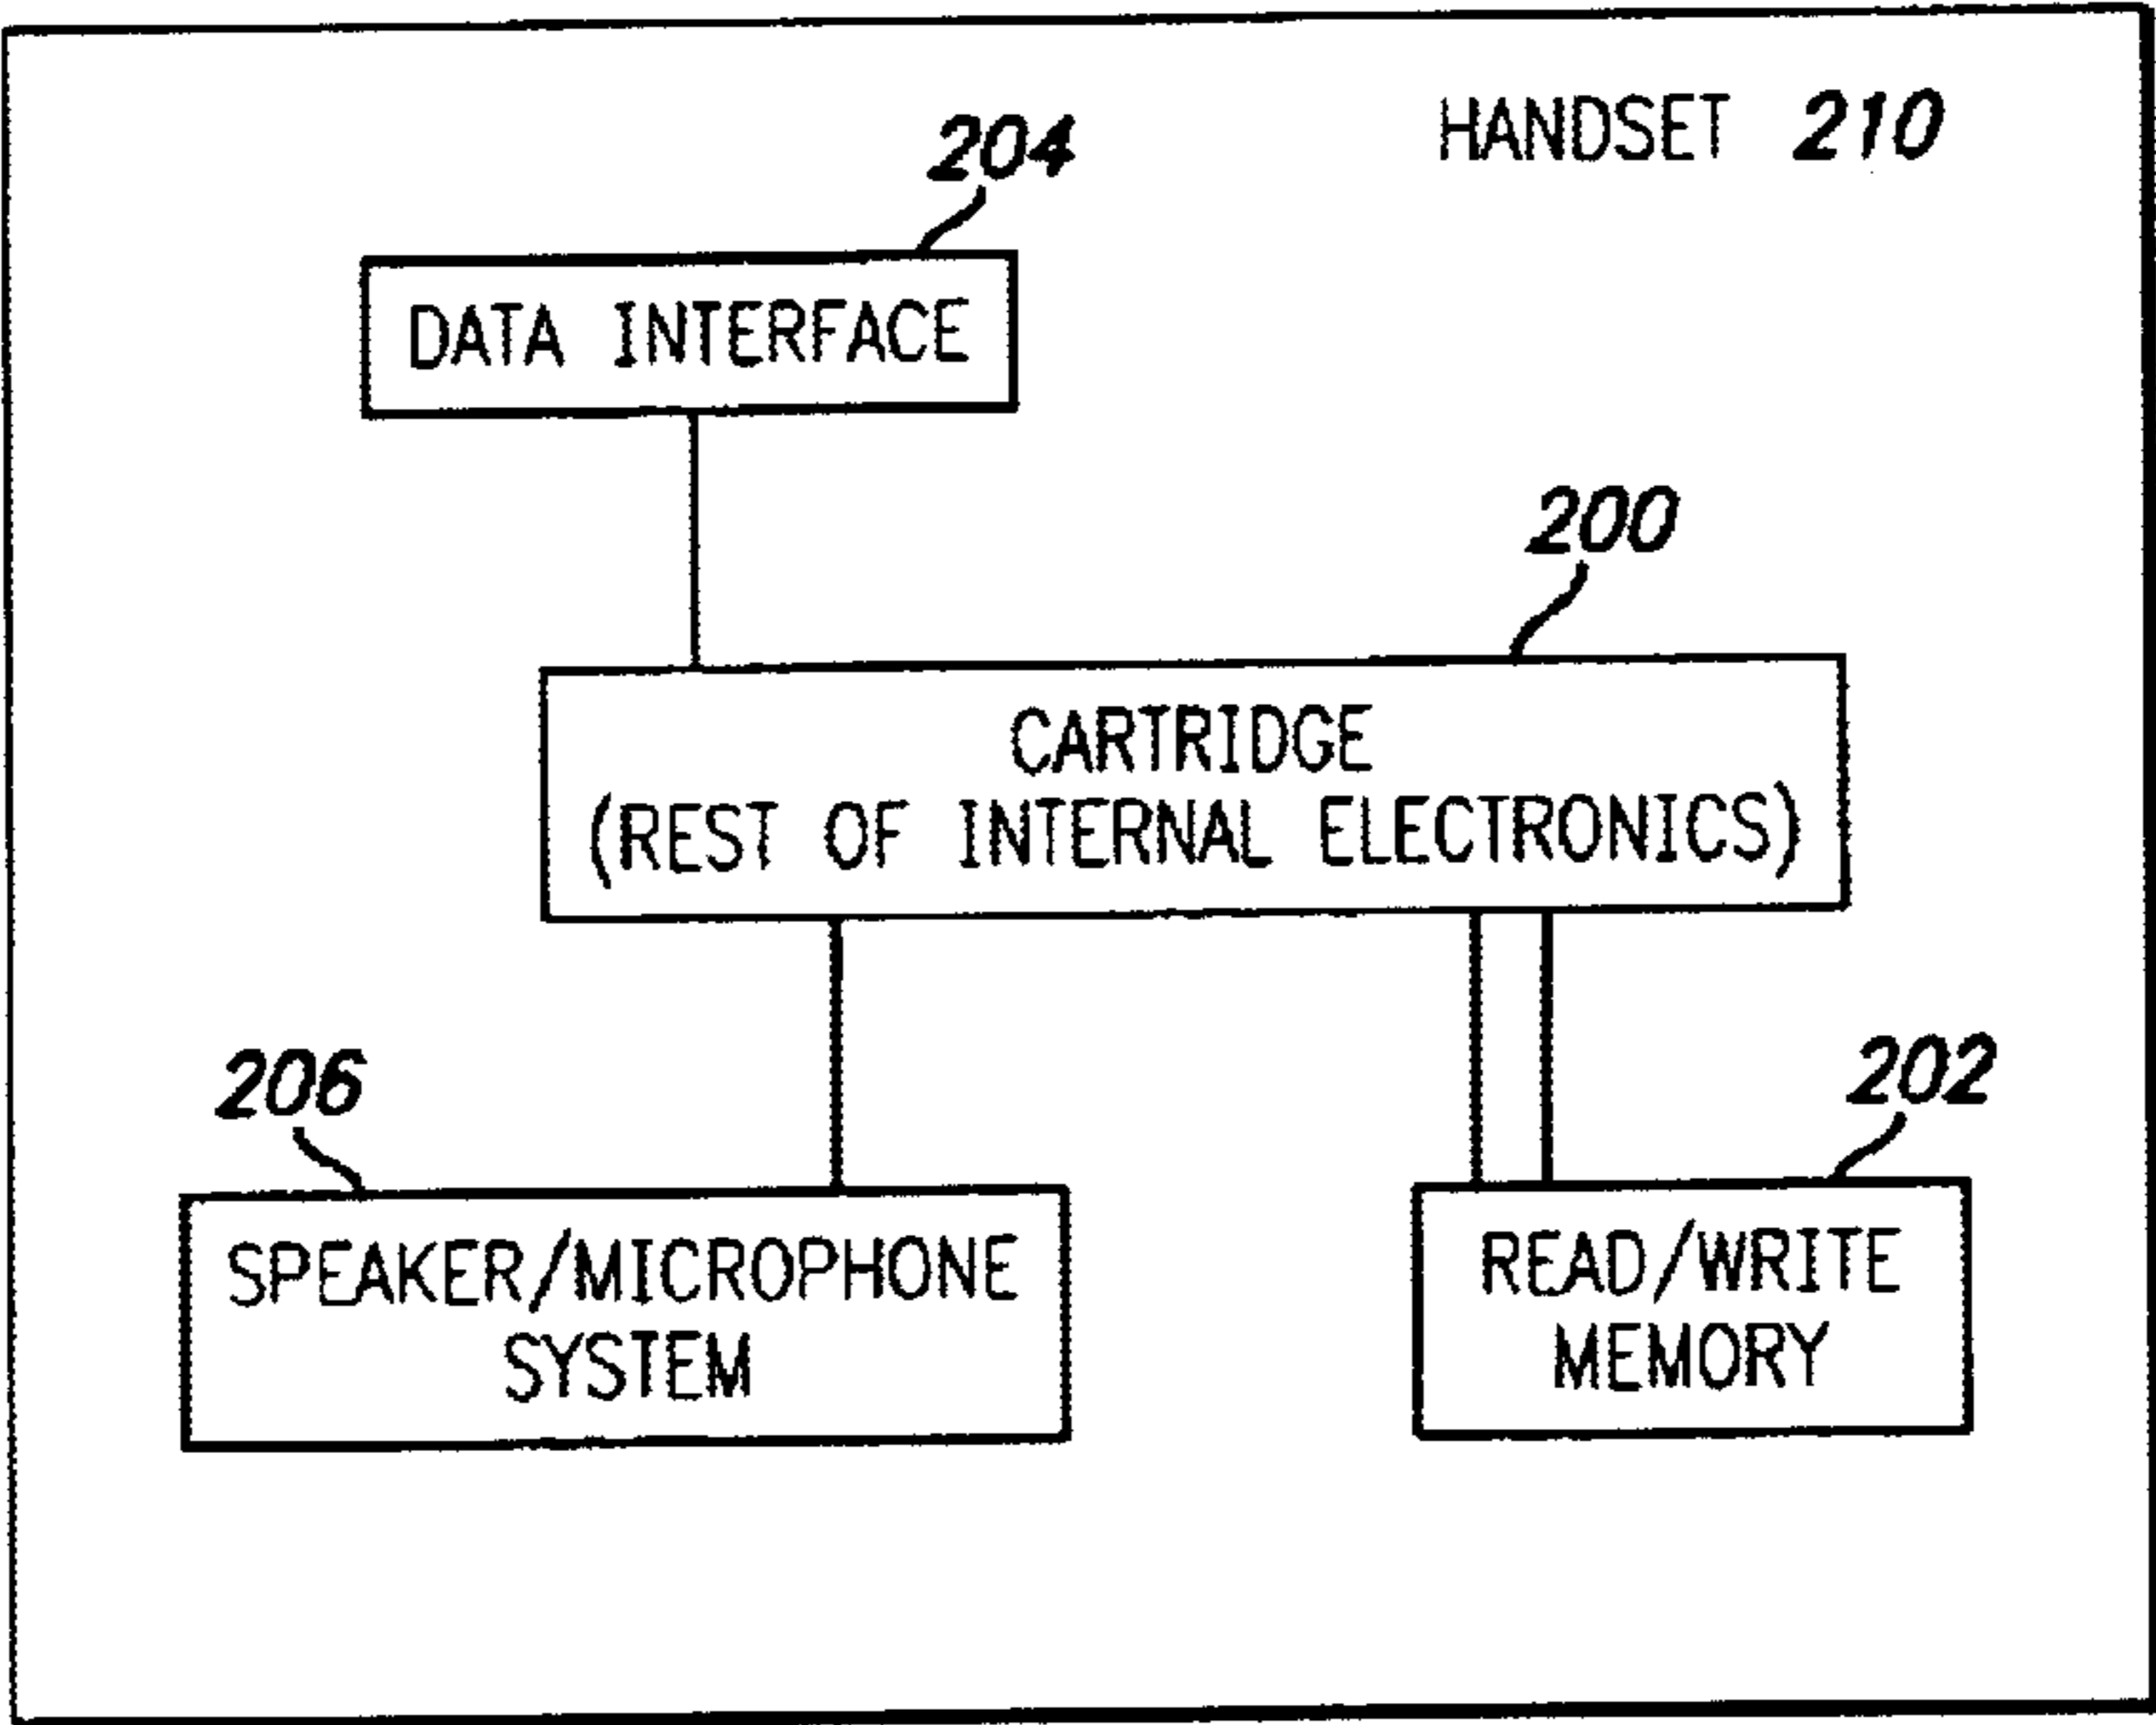 HANDSET 210
204
DATA INTERFACE
200
CARTRIDGE
(REST OF INTERNAL ELECTRONICS)
206
SPEAKER/MICROPHONE
SYSTEM
202
READ/WRITE
MEMORY